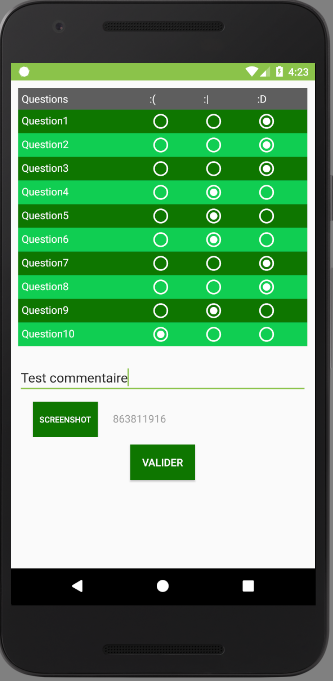 4:23
Questions :( :| :D
Question1
Question2
Question3
Question4
Question5
Question6
Question7
Question8
Question9
Question10
Test commentaire
SCREENSHOT 863811916
VALIDER